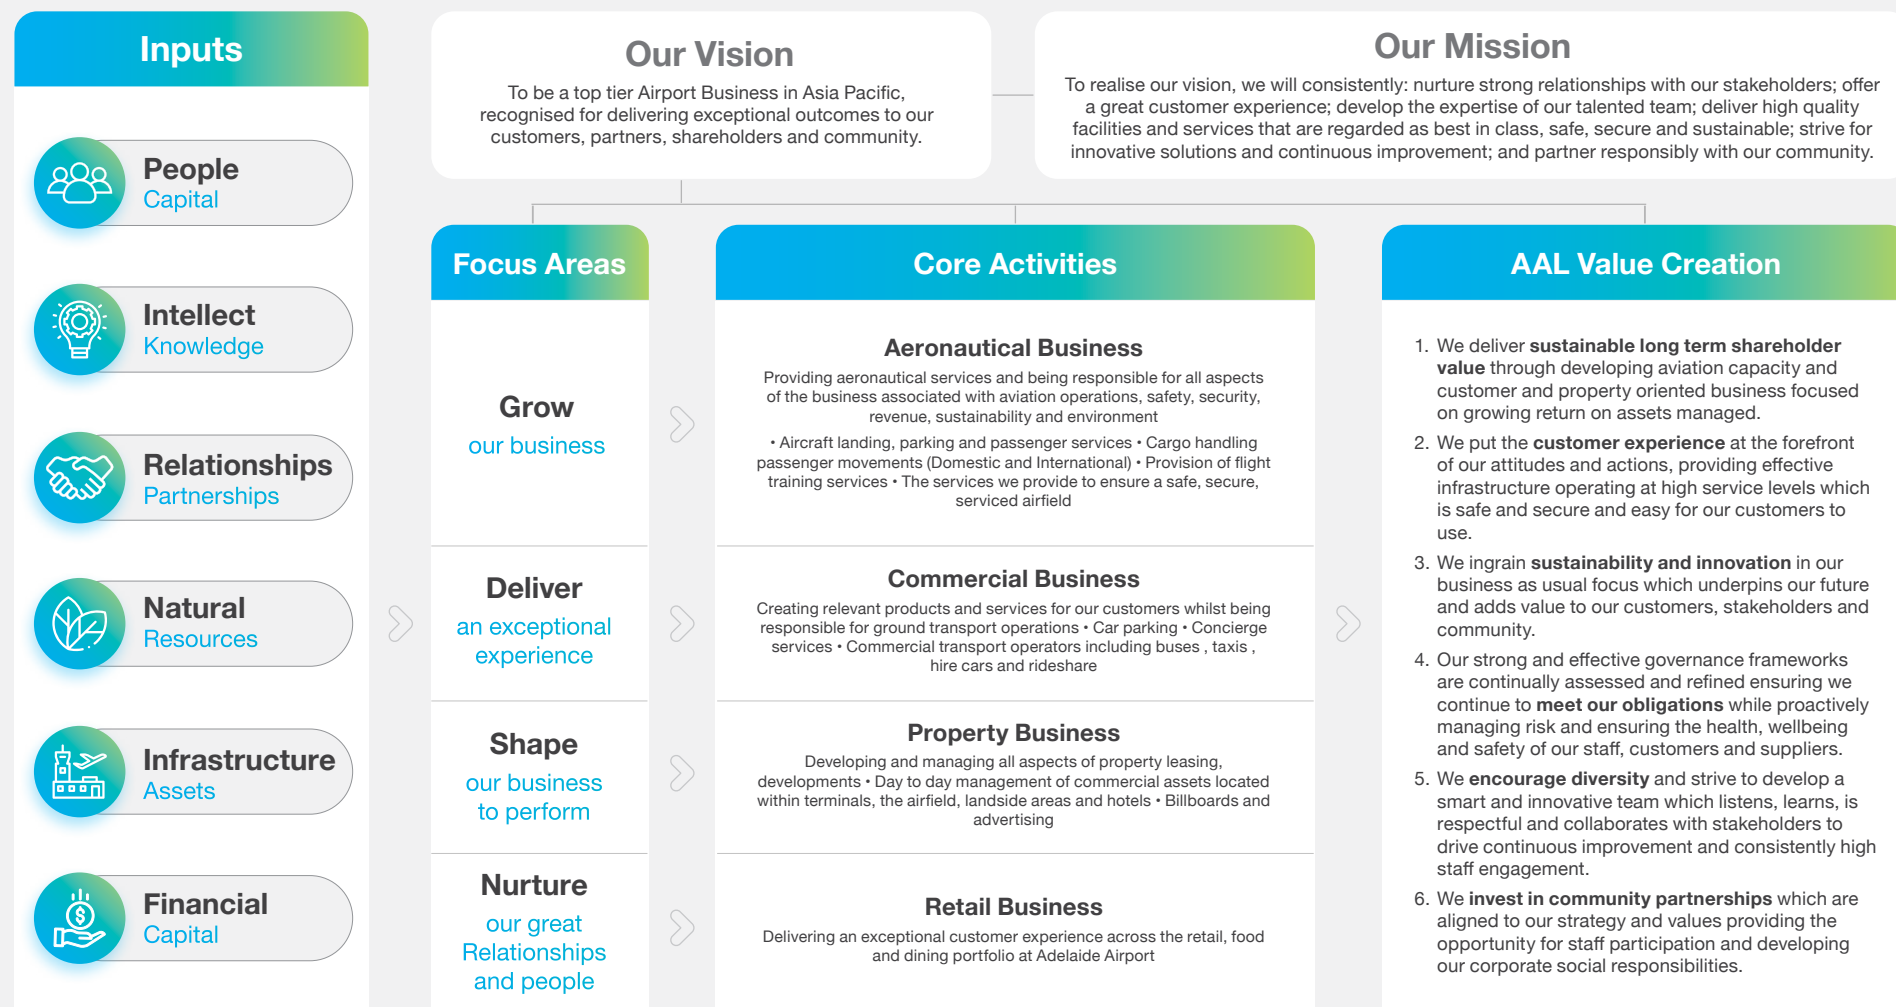 Inputs
People
Capital
Intellect
Knowledge
Relationships
Partnerships
Natural
Resources
Infrastructure
Assets
Financial
Capital
Our Vision
To be a top tier Airport Business in Asia Pacific,
recognised for delivering exceptional outcomes to our
customers, partners, shareholders and community.
Our Mission
To realise our vision, we will consistently: nurture strong relationships with our stakeholders; offer
a great customer experience; develop the expertise of our talented team; deliver high quality
facilities and services that are regarded as best in class, safe, secure and sustainable; strive for
innovative solutions and continuous improvement; and partner responsibly with our community.
Focus Areas
Grow
our business
Deliver
an exceptional
experience
Shape
our business
to perform
Nurture
our great
Relationships
and people
Core Activities
Aeronautical Business
Providing aeronautical services and being responsible for all aspects
of the business associated with aviation operations, safety, security,
revenue, sustainability and environment
• Aircraft landing, parking and passenger services • Cargo handling
passenger movements (Domestic and International) • Provision of flight
training services • The services we provide to ensure a safe, secure,
serviced airfield
Commercial Business
Creating relevant products and services for our customers whilst being
responsible for ground transport operations • Car parking • Concierge
services • Commercial transport operators including buses , taxis ,
hire cars and rideshare
Property Business
Developing and managing all aspects of property leasing,
developments • Day to day management of commercial assets located
within terminals, the airfield, landside areas and hotels • Billboards and
advertising
Retail Business
Delivering an exceptional customer experience across the retail, food
and dining portfolio at Adelaide Airport
AAL Value Creation
1. We deliver sustainable long term shareholder
value through developing aviation capacity and
customer and property oriented business focused
on growing return on assets managed.
2. We put the customer experience at the forefront
of our attitudes and actions, providing effective
infrastructure operating at high service levels which
is safe and secure and easy for our customers to
use.
3. We ingrain sustainability and innovation in our
business as usual focus which underpins our future
and adds value to our customers, stakeholders and
community.
4. Our strong and effective governance frameworks
are continually assessed and refined ensuring we
continue to meet our obligations while proactively
managing risk and ensuring the health, wellbeing
and safety of our staff, customers and suppliers.
5. We encourage diversity and strive to develop a
smart and innovative team which listens, learns, is
respectful and collaborates with stakeholders to
drive continuous improvement and consistently high
staff engagement.
6. We invest in community partnerships which are
aligned to our strategy and values providing the
opportunity for staff participation and developing
our corporate social responsibilities.